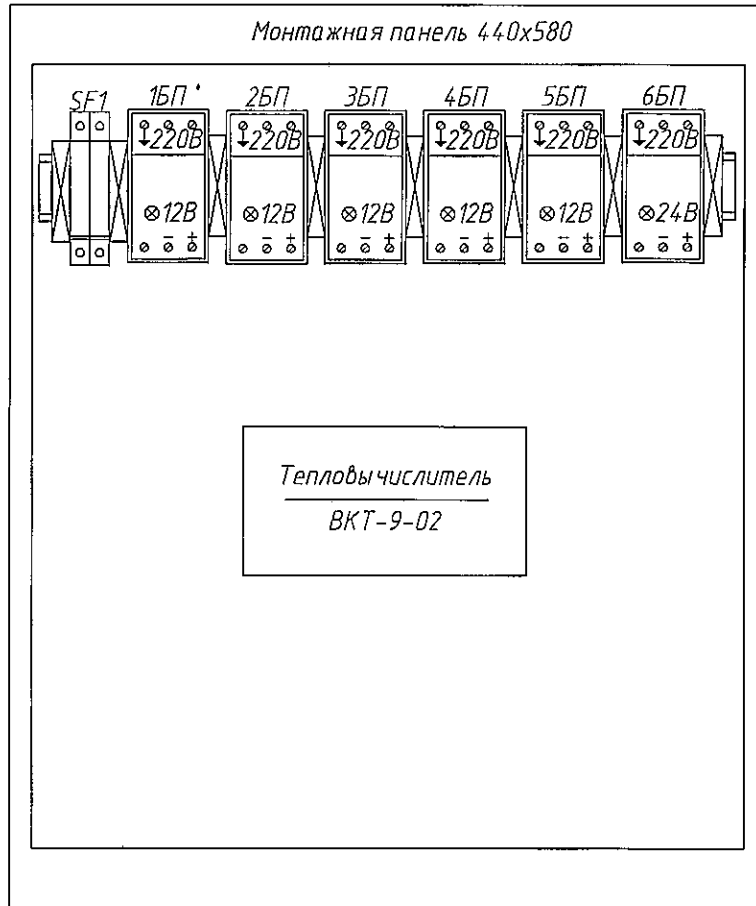 Монтажная панель 440х580
SF1 1БП 2БП 3БП 4БП 5БП 6БП
220В 220В 220В 220В 220В 220В
12В 12В 12В 12В 12В 24В
- + - + - + - + - + - +
Тепловычислитель
ВКТ-9-02